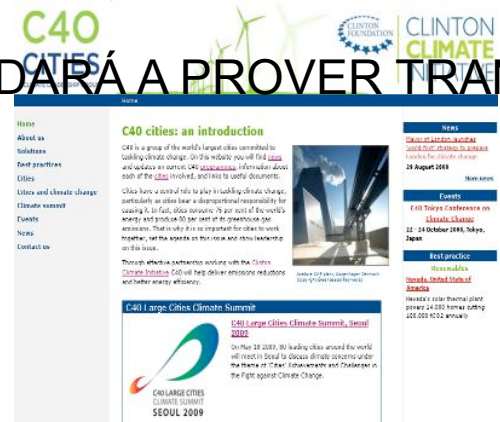 C40
CITIES
CLINTON
FOUNDATION
CLINTON
CLIMATE
INITIATIVE
DARÁ A PROVER TRAN
Home
Home
About us
Solutions
Best practices
Cities
Cities and climate change
Climate summit
Events
News
Contact us
C40 cities: an introduction
C40 is a group of the world's largest cities committed to
tackling climate change. On this website you will find news
and updates on current C40 programmes, information about
each of the cities involved, and links to useful documents.
Cities have a central role to play in tackling climate change,
particularly as cities bear a disproportional responsibility for
causing it. In fact, cities consume 75 per cent of the world's
energy and produce 80 per cent of its greenhouse gas
emissions. That is why it is so important for cities to work
together, set the agenda on this issue and show leadership
on this issue.
Through effective partnership working with the Clinton
Climate Initiative C40 will help deliver emissions reductions
and better energy efficiency.
C40 Large Cities Climate Summit
C40 Large Cities Climate Summit, Seoul
2009
On May 18 2009, 80 leading cities around the world
will meet in Seoul to discuss climate concerns under
the theme of 'Cities' Achievements and Challenges in
the Fight against Climate Change.
C40 LARGE CITIES
CLIMATE SUMMIT
SEOUL 2009
News
Mayor of London launches
'world first' strategy to prepare
London for climate change
29 August 2008
More news
Events
C40 Tokyo Conference on
Climate Change
22 - 24 October 2008, Tokyo,
Japan
Best practice
Renewables
Nevada, United States of
America
Nevada's solar thermal plant
powers 14,000 homes cutting